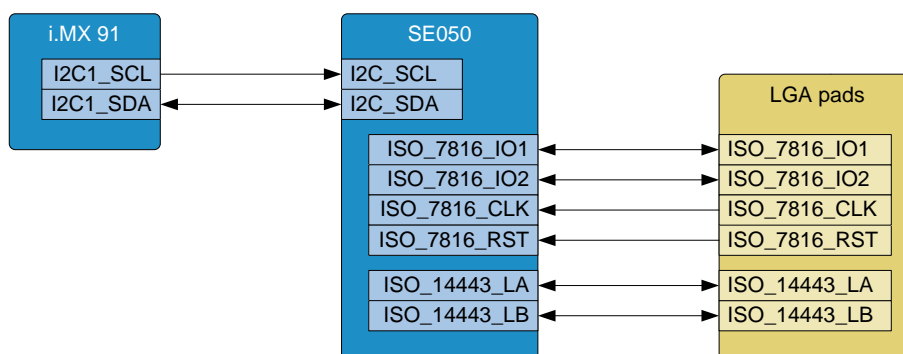 i.MX 91
I2C1_SCL
I2C1_SDA
SE050
I2C_SCL
I2C_SDA
ISO_7816_IO1
ISO_7816_IO2
ISO_7816_CLK
ISO_7816_RST
ISO_14443_LA
ISO_14443_LB
LGA pads
ISO_7816_IO1
ISO_7816_IO2
ISO_7816_CLK
ISO_7816_RST
ISO_14443_LA
ISO_14443_LB